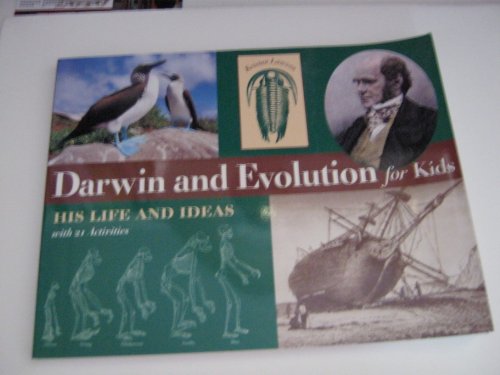 Darwin and Evolution for Kids
HIS LIFE AND IDEAS
with 21 Activities